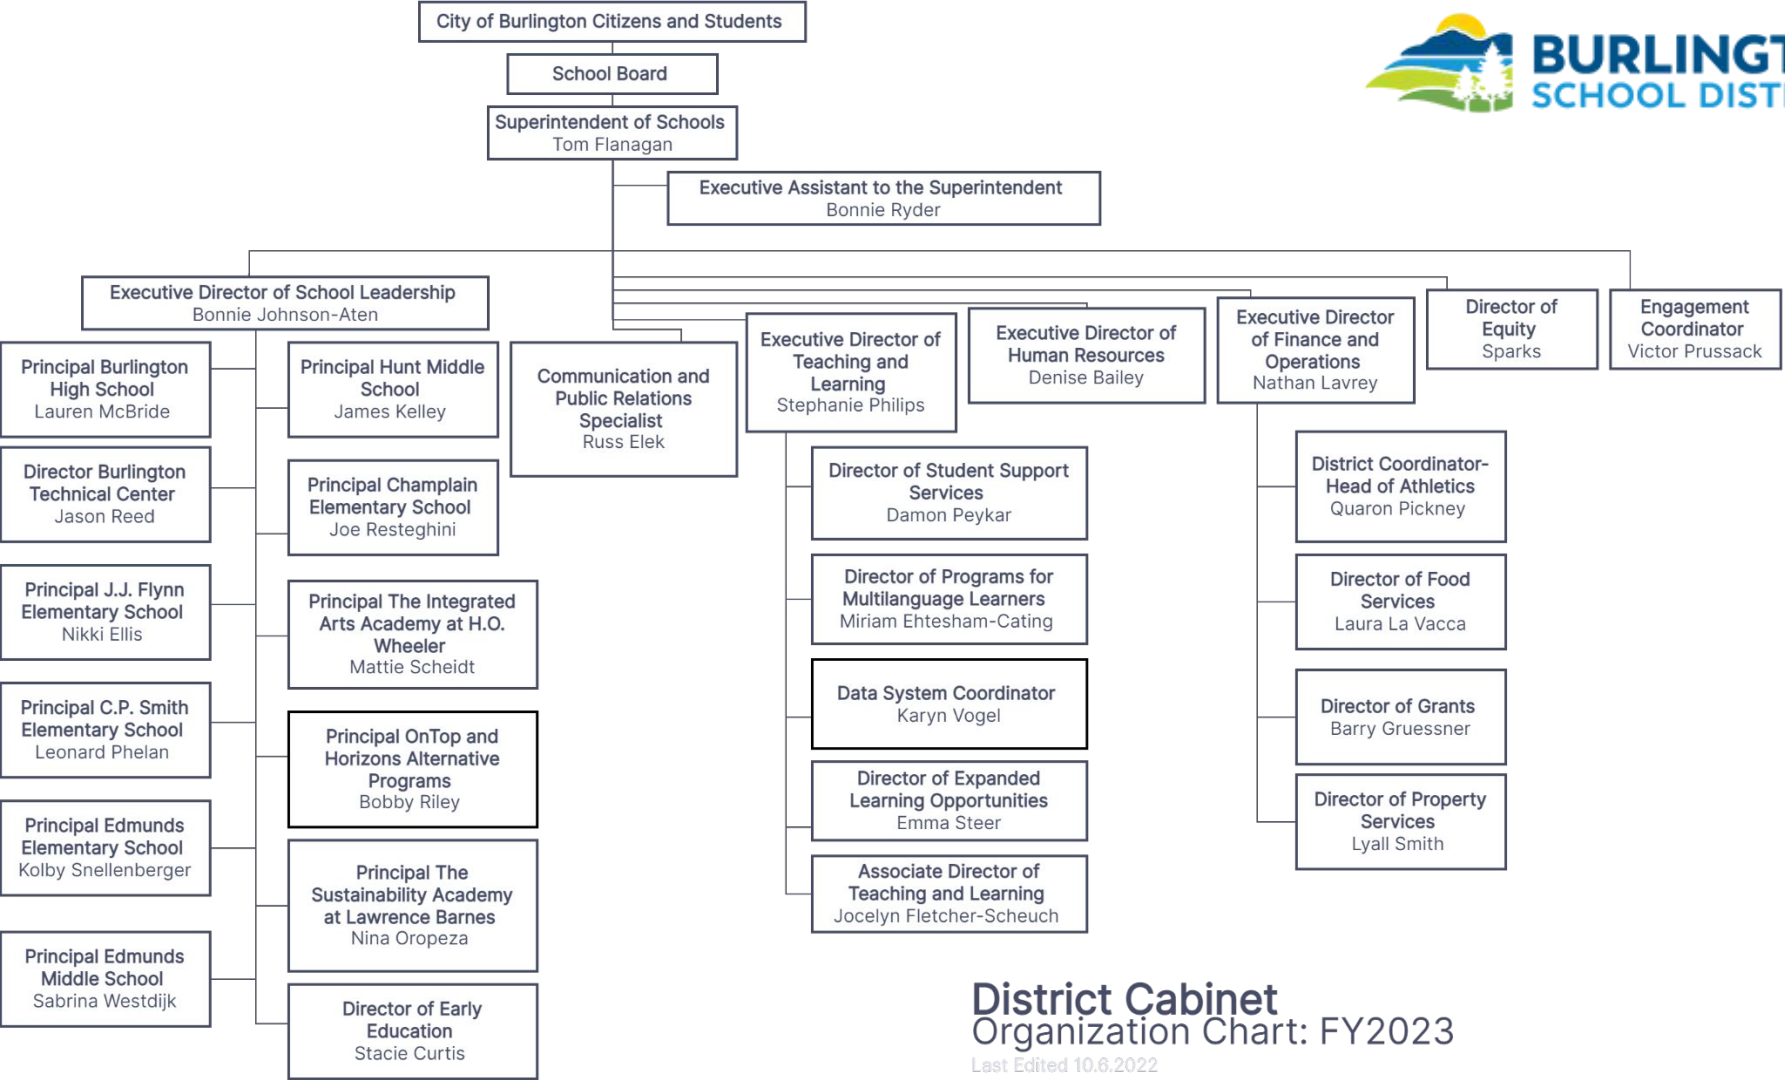 City of Burlington Citizens and Students
School Board
Superintendent of Schools
Tom Flanagan
Executive Assistant to the Superintendent
Bonnie Ryder
BURLINGT
SCHOOL DIST
Executive Director of School Leadership
Bonnie Johnson-Aten
Principal Burlington
High School
Lauren McBride
Director Burlington
Technical Center
Jason Reed
Principal J.J. Flynn
Elementary School
Nikki Ellis
Principal C.P. Smith
Elementary School
Leonard Phelan
Principal Edmunds
Elementary School
Kolby Snellenberger
Principal Edmunds
Middle School
Sabrina Westdijk
Principal Hunt Middle
School
James Kelley
Principal Champlain
Elementary School
Joe Resteghini
Principal The Integrated
Arts Academy at H.O.
Wheeler
Mattie Scheidt
Principal OnTop and
Horizons Alternative
Programs
Bobby Riley
Principal The
Sustainability Academy
at Lawrence Barnes
Nina Oropeza
Director of Early
Education
Stacie Curtis
Communication and
Public Relations
Specialist
Russ Elek
Executive Director of
Teaching and
Learning
Stephanie Philips
Director of Student Support
Services
Damon Peykar
Director of Programs for
Multilanguage Learners
Miriam Ehtesham-Cating
Data System Coordinator
Karyn Vogel
Director of Expanded
Learning Opportunities
Emma Steer
Associate Director of
Teaching and Learning
Jocelyn Fletcher-Scheuch
Executive Director of
Human Resources
Denise Bailey
Executive Director
of Finance and
Operations
Nathan Lavrey
District Coordinator-
Head of Athletics
Quaron Pickney
Director of Food
Services
Laura La Vacca
Director of Grants
Barry Gruessner
Director of Property
Services
Lyall Smith
Director of
Equity
Sparks
Engagement
Coordinator
Victor Prussack
District Cabinet
Organization Chart: FY2023
Last Edited 10.6.2022